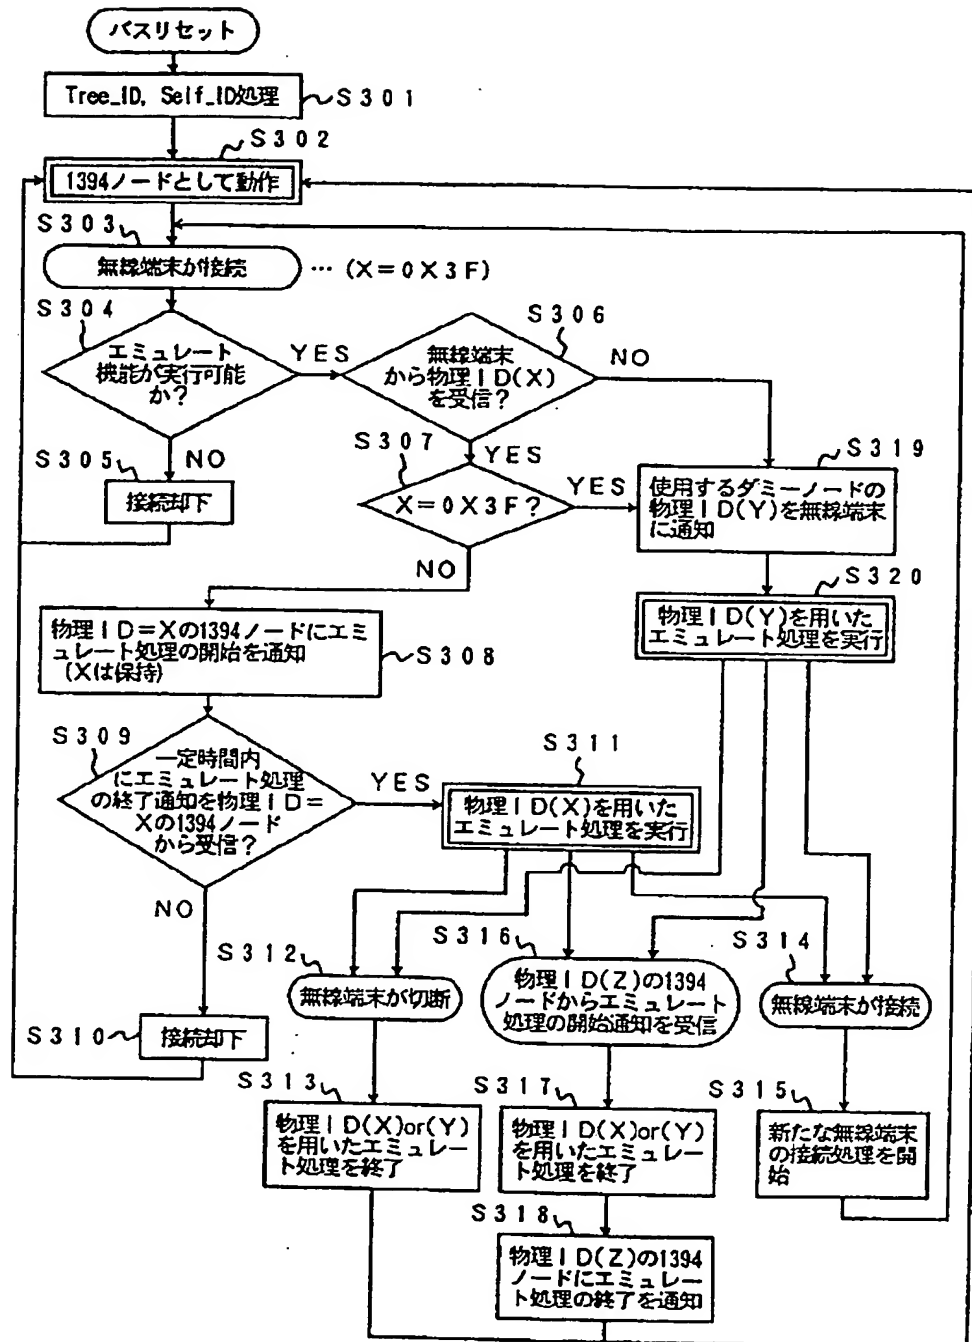 バスリセット
Tree_ID, Self_ID処理
S301
S302
1394ノードとして動作
S303
無線端末が接続
… (X=0X3F)
S304
エミュレート
機能が実行可能
か?
YES
NO
S305
接続却下
S306
無線端末
から物理ID(X)
を受信?
NO
YES
S307
X=0X3F?
YES
NO
S319
使用するダミーノードの
物理ID(Y)を無線端末
に通知
S320
物理ID(Y)を用いた
エミュレート処理を実行
物理ID=Xの1394ノードにエミ
ュレート処理の開始を通知
(Xは保持)
S308
S309
一定時間内
にエミュレート処理
の終了通知を物理ID=
Xの1394ノード
から受信?
YES
NO
S310
接続却下
S311
物理ID(X)を用いた
エミュレート処理を実行
S312
無線端末が切断
S316
物理ID(Z)の1394
ノードからエミュレート
処理の開始通知を受信
S314
無線端末が接続
S313
物理ID(X)or(Y)
を用いたエミュレー
ト処理を終了
S317
物理ID(X)or(Y)
を用いたエミュレー
ト処理を終了
S315
新たな無線端末
の接続処理を開
始
S318
物理ID(Z)の1394
ノードにエミュレー
ト処理の終了を通知